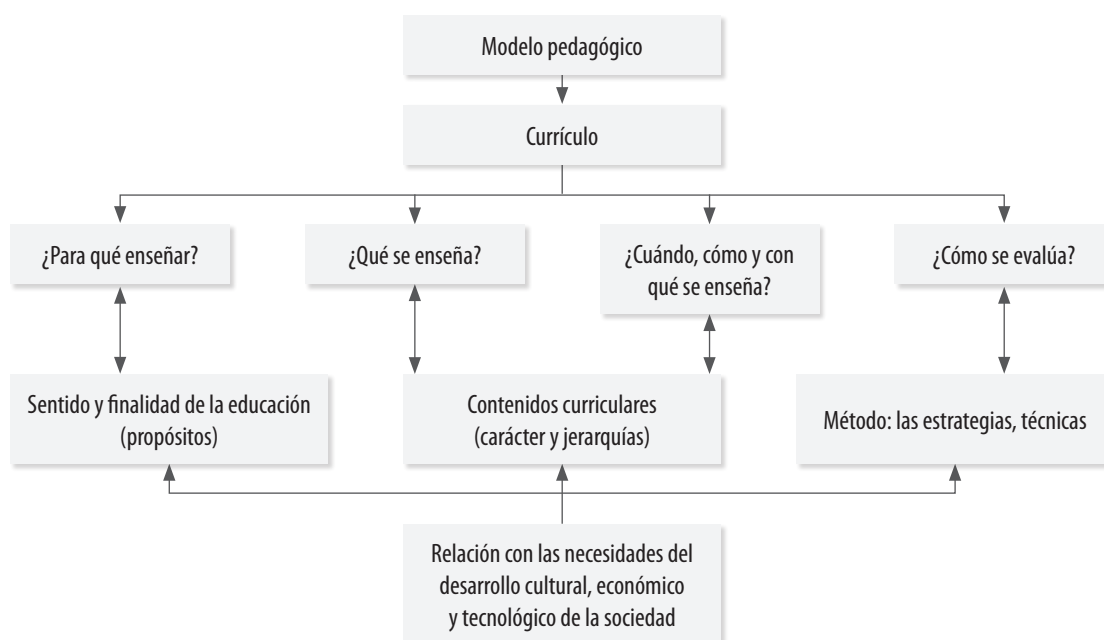 Modelo pedagógico
Currículo
¿Para qué enseñar?
¿Qué se enseña?
¿Cuándo, cómo y con
qué se enseña?
¿Cómo se evalúa?
Sentido y finalidad de la educación
(propósitos)
Contenidos curriculares
(carácter y jerarquías)
Método: las estrategias, técnicas
Relación con las necesidades del
desarrollo cultural, económico
y tecnológico de la sociedad